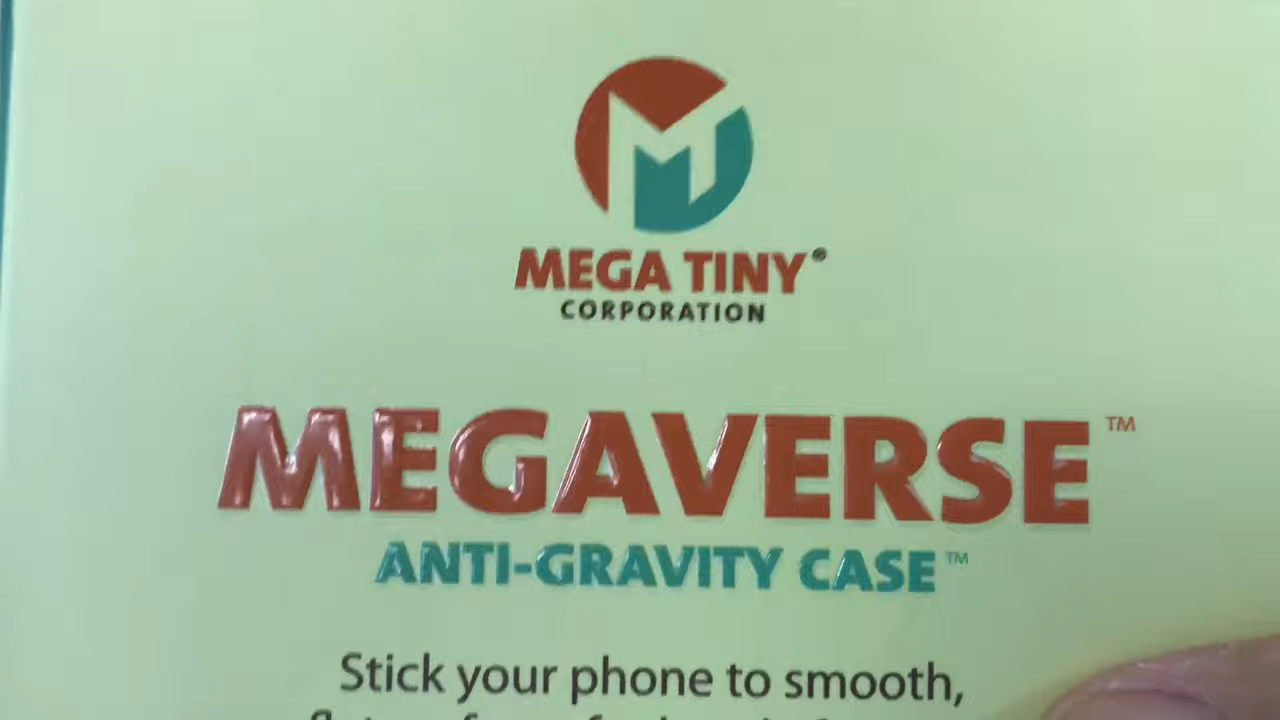 MEGA TINY®
CORPORATION
MEGAVERSE™
ANTI-GRAVITY CASE™
Stick your phone to smooth,